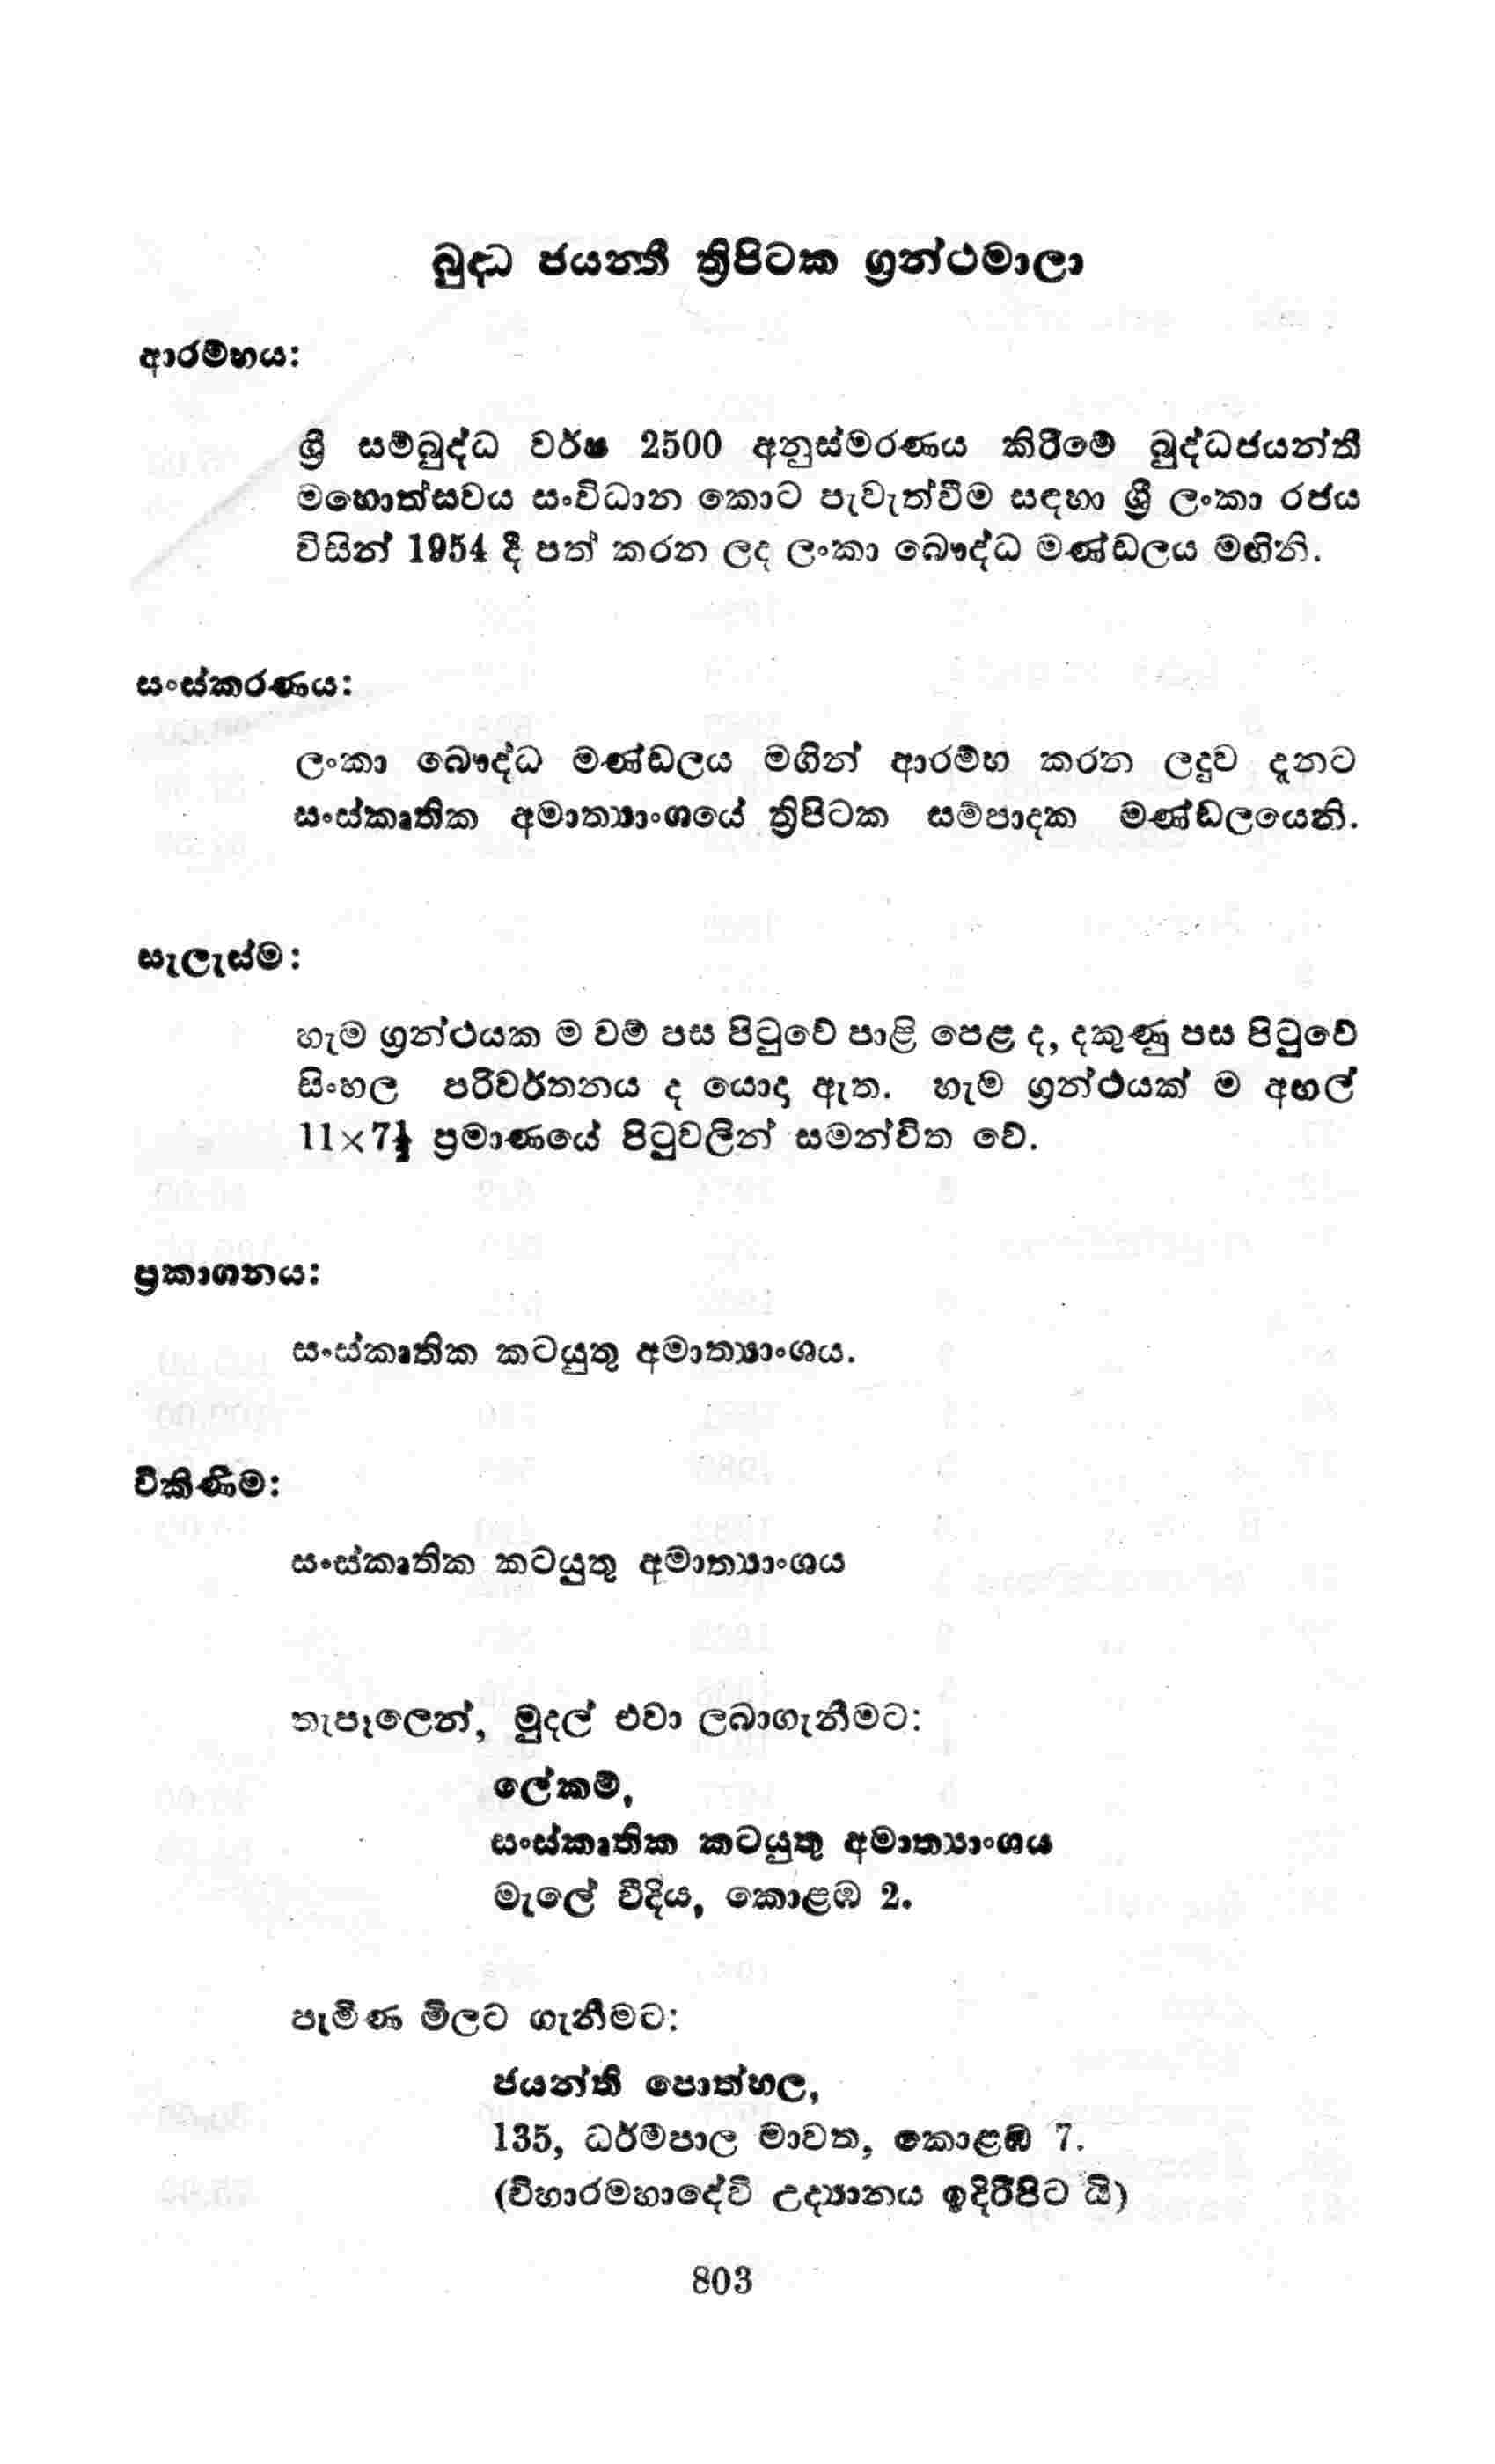 බුද්ධ ජයන්තී ත්‍රිපිටක ග්‍රන්ථමාලා
ආරම්භය:
ශ්‍රී සම්බුද්ධ වර්ෂ 2500 අනුස්මරණය කිරීමේ බුද්ධජයන්තී
මහොත්සවය සංවිධාන කොට පැවැත්වීම සඳහා ශ්‍රී ලංකා රජය
විසින් 1954 දී පත් කරන ලද ලංකා බෞද්ධ මණ්ඩලය මඟිනි.
සංස්කරණය:
ලංකා බෞද්ධ මණ්ඩලය මගින් ආරම්භ කරන ලදුව දැනට
සංස්කෘතික අමාත්‍යාංශයේ ත්‍රිපිටක සම්පාදක මණ්ඩලයෙනි.
සැලැස්ම:
හැම ග්‍රන්ථයක ම වම් පස පිටුවේ පාළි පෙළ ද, දකුණු පස පිටුවේ
සිංහල පරිවර්තනය ද යොදා ඇත. හැම ග්‍රන්ථයක් ම අඟල්
11×7½ ප්‍රමාණයේ පිටුවලින් සමන්විත වේ.
ප්‍රකාශනය:
සංස්කෘතික කටයුතු අමාත්‍යාංශය.
විකිණීම:
සංස්කෘතික කටයුතු අමාත්‍යාංශය
තැපෑලෙන්, මුදල් එවා ලබාගැනීමට:
ලේකම්,
සංස්කෘතික කටයුතු අමාත්‍යාංශය
මැලේ වීදිය, කොළඹ 2.
පැමිණ මිලට ගැනීමට:
ජයන්ති පොත්හල,
135, ධර්මපාල මාවත, කොළඹ 7.
(විහාරමහාදේවි උද්‍යානය ඉදිරිපිට යි)
803